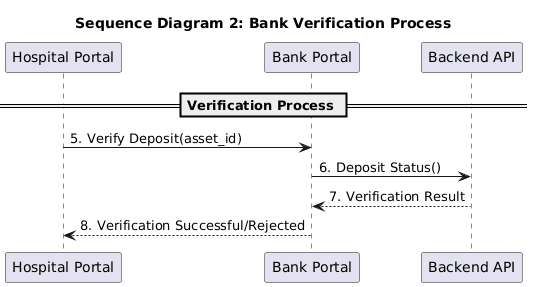 Sequence Diagram 2: Bank Verification Process
Hospital Portal
Bank Portal
Backend API
Verification Process
5. Verify Deposit(asset_id)
6. Deposit Status()
7. Verification Result
8. Verification Successful/Rejected
Hospital Portal
Bank Portal
Backend API